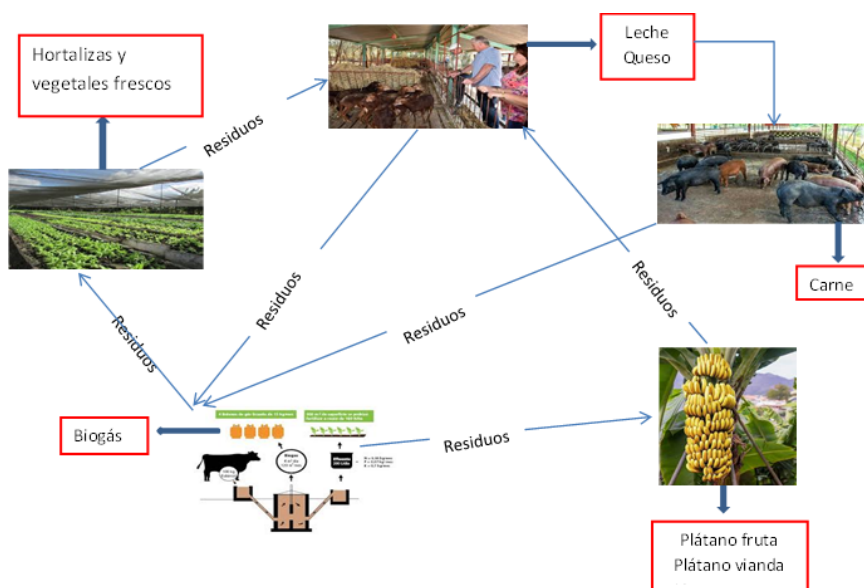 Hortalizas y
vegetales frescos
Leche
Queso
Residuos
Carne
Residuos
Residuos
Residuos
Residuos
Residuos
Biogás
Plátano fruta
Plátano vianda